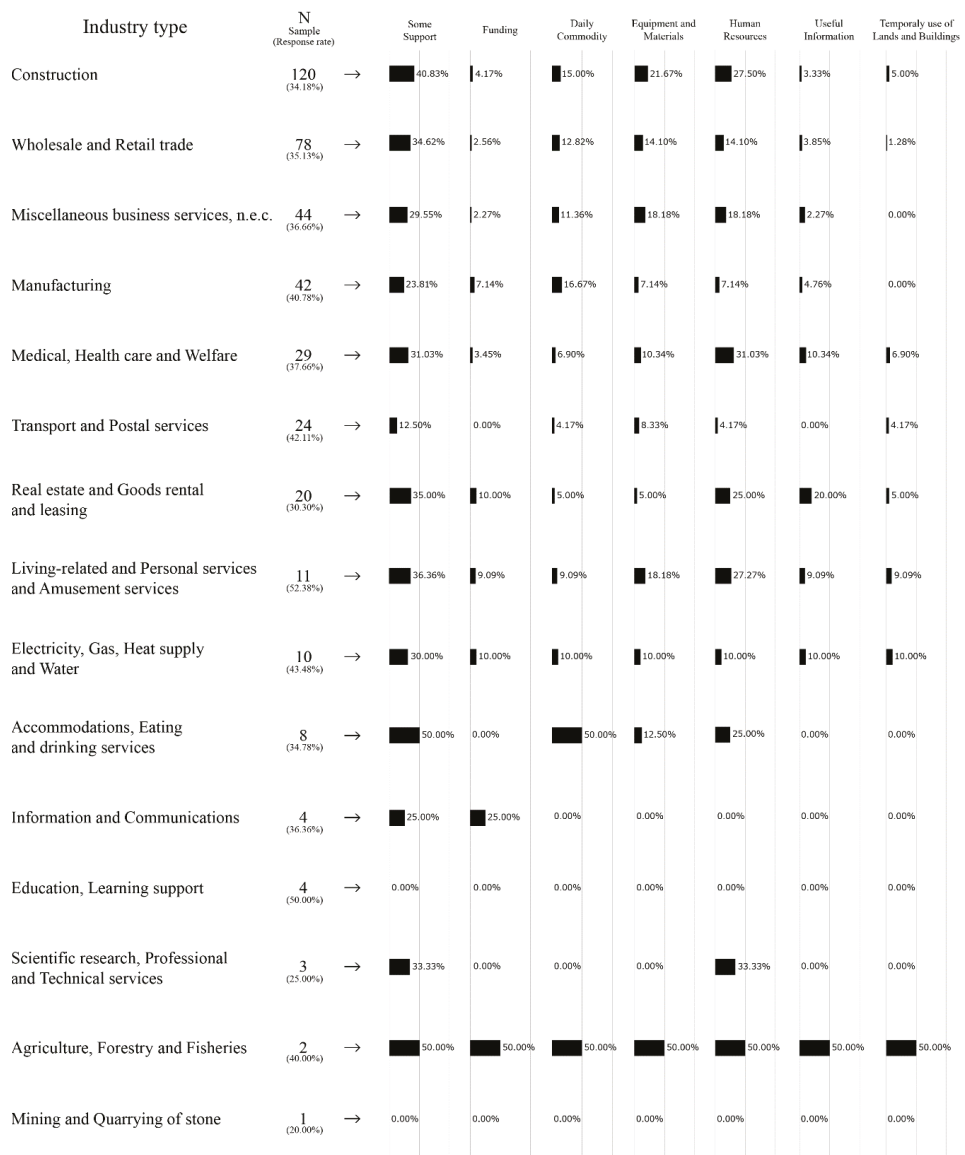 Industry type
N
Sample
(Response rate)
Some
Support
Funding
Daily
Commodity
Equipment and
Materials
Human
Resources
Useful
Information
Temporaly use of
Lands and Buildings
Construction 120 → 40.83% 4.17% 15.00% 21.67% 27.50% 3.33% 5.00%
(34.18%)
Wholesale and Retail trade 78 → 34.62% 2.56% 12.82% 14.10% 14.10% 3.85% 1.28%
(35.13%)
Miscellaneous business services, n.e.c. 44 → 29.55% 2.27% 11.36% 18.18% 18.18% 2.27% 0.00%
(36.66%)
Manufacturing 42 → 23.81% 7.14% 16.67% 7.14% 7.14% 4.76% 0.00%
(40.78%)
Medical, Health care and Welfare 29 → 31.03% 3.45% 6.90% 10.34% 31.03% 10.34% 6.90%
(37.66%)
Transport and Postal services 24 → 12.50% 0.00% 4.17% 8.33% 4.17% 0.00% 4.17%
(42.11%)
Real estate and Goods rental
and leasing
20 → 35.00% 10.00% 5.00% 5.00% 25.00% 20.00% 5.00%
(30.30%)
Living-related and Personal services
and Amusement services
11 → 36.36% 9.09% 9.09% 18.18% 27.27% 9.09% 9.09%
(52.38%)
Electricity, Gas, Heat supply
and Water
10 → 30.00% 10.00% 10.00% 10.00% 10.00% 10.00% 10.00%
(43.48%)
Accommodations, Eating
and drinking services
8 → 50.00% 0.00% 50.00% 12.50% 25.00% 0.00% 0.00%
(34.78%)
Information and Communications 4 → 25.00% 25.00% 0.00% 0.00% 0.00% 0.00% 0.00%
(36.36%)
Education, Learning support 4 → 0.00% 0.00% 0.00% 0.00% 0.00% 0.00% 0.00%
(50.00%)
Scientific research, Professional
and Technical services
3 → 33.33% 0.00% 0.00% 0.00% 33.33% 0.00% 0.00%
(25.00%)
Agriculture, Forestry and Fisheries 2 → 50.00% 50.00% 50.00% 50.00% 50.00% 50.00% 50.00%
(40.00%)
Mining and Quarrying of stone 1 → 0.00% 0.00% 0.00% 0.00% 0.00% 0.00% 0.00%
(20.00%)